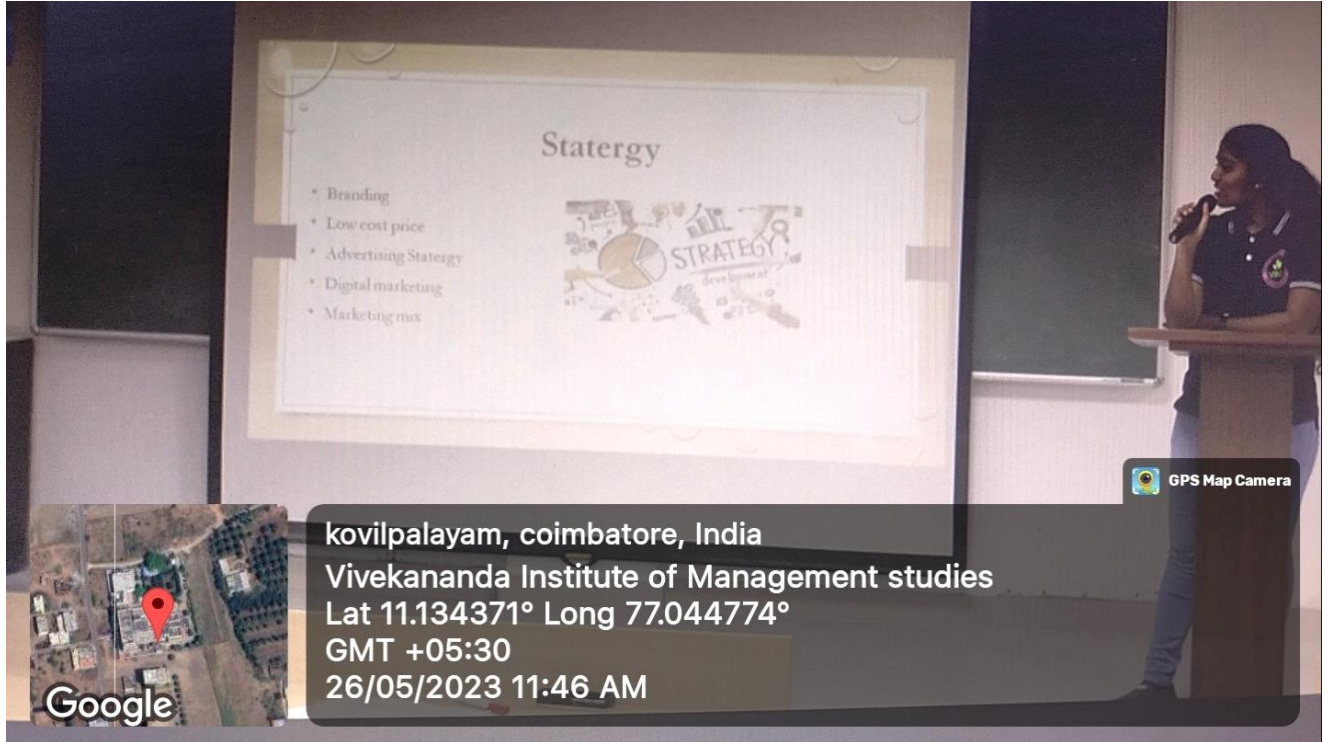 Statergy
• Branding
• Low cost price
• Advertising Statergy
• Digital marketing
• Marketing mix
STRATEGY
development
GPS Map Camera
kovilpalayam, coimbatore, India
Vivekananda Institute of Management studies
Lat 11.134371° Long 77.044774°
GMT +05:30
26/05/2023 11:46 AM
Google